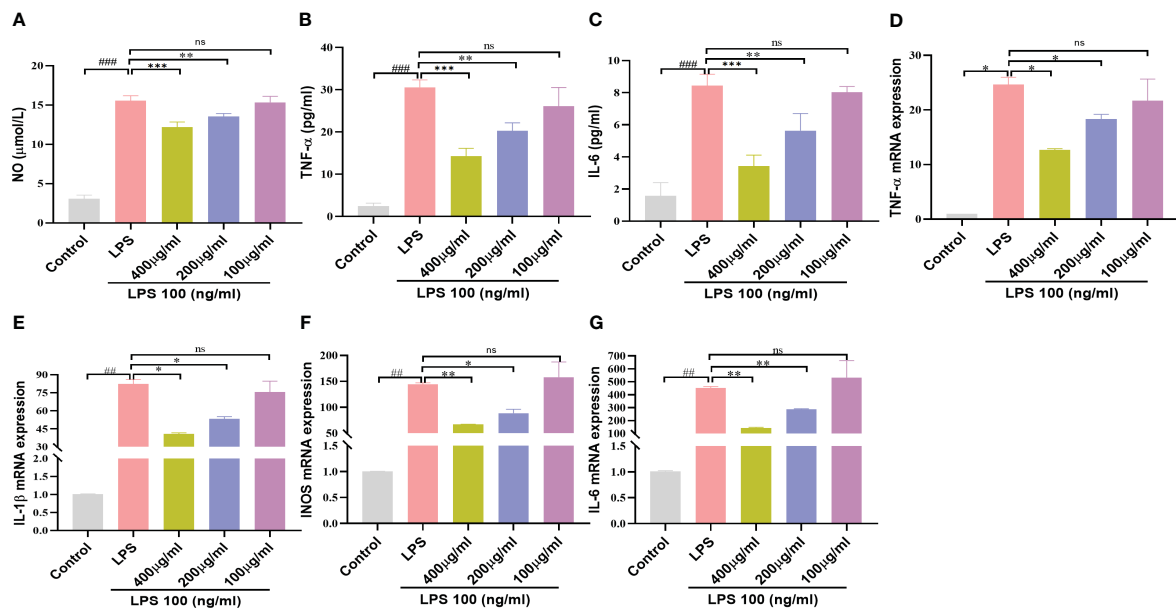 A
ns
**
### ***
NO (μmol/L)
20
15
10
5
0
Control
LPS
400μg/ml
200μg/ml
100μg/ml
LPS 100 (ng/ml)
B
ns
**
### ***
TNF-α (pg/ml)
40
30
20
10
0
Control
LPS
400μg/ml
200μg/ml
100μg/ml
LPS 100 (ng/ml)
C
ns
**
### ***
IL-6 (pg/ml)
10
8
6
4
2
0
Control
LPS
400μg/ml
200μg/ml
100μg/ml
LPS 100 (ng/ml)
D
ns
*
* *
TNF-α mRNA expression
30
20
10
0
Control
LPS
400μg/ml
200μg/ml
100μg/ml
LPS 100 (ng/ml)
E
ns
*
## *
IL-1β mRNA expression
90
75
60
45
30
2.0
1.5
1.0
0.5
0.0
Control
LPS
400μg/ml
200μg/ml
100μg/ml
LPS 100 (ng/ml)
F
ns
*
## **
INOS mRNA expression
200
150
100
50
1.5
1.0
0.5
0.0
Control
LPS
400μg/ml
200μg/ml
100μg/ml
LPS 100 (ng/ml)
G
ns
**
## **
IL-6 mRNA expression
700
600
500
400
300
200
100
1.5
1.0
0.5
0.0
Control
LPS
400μg/ml
200μg/ml
100μg/ml
LPS 100 (ng/ml)